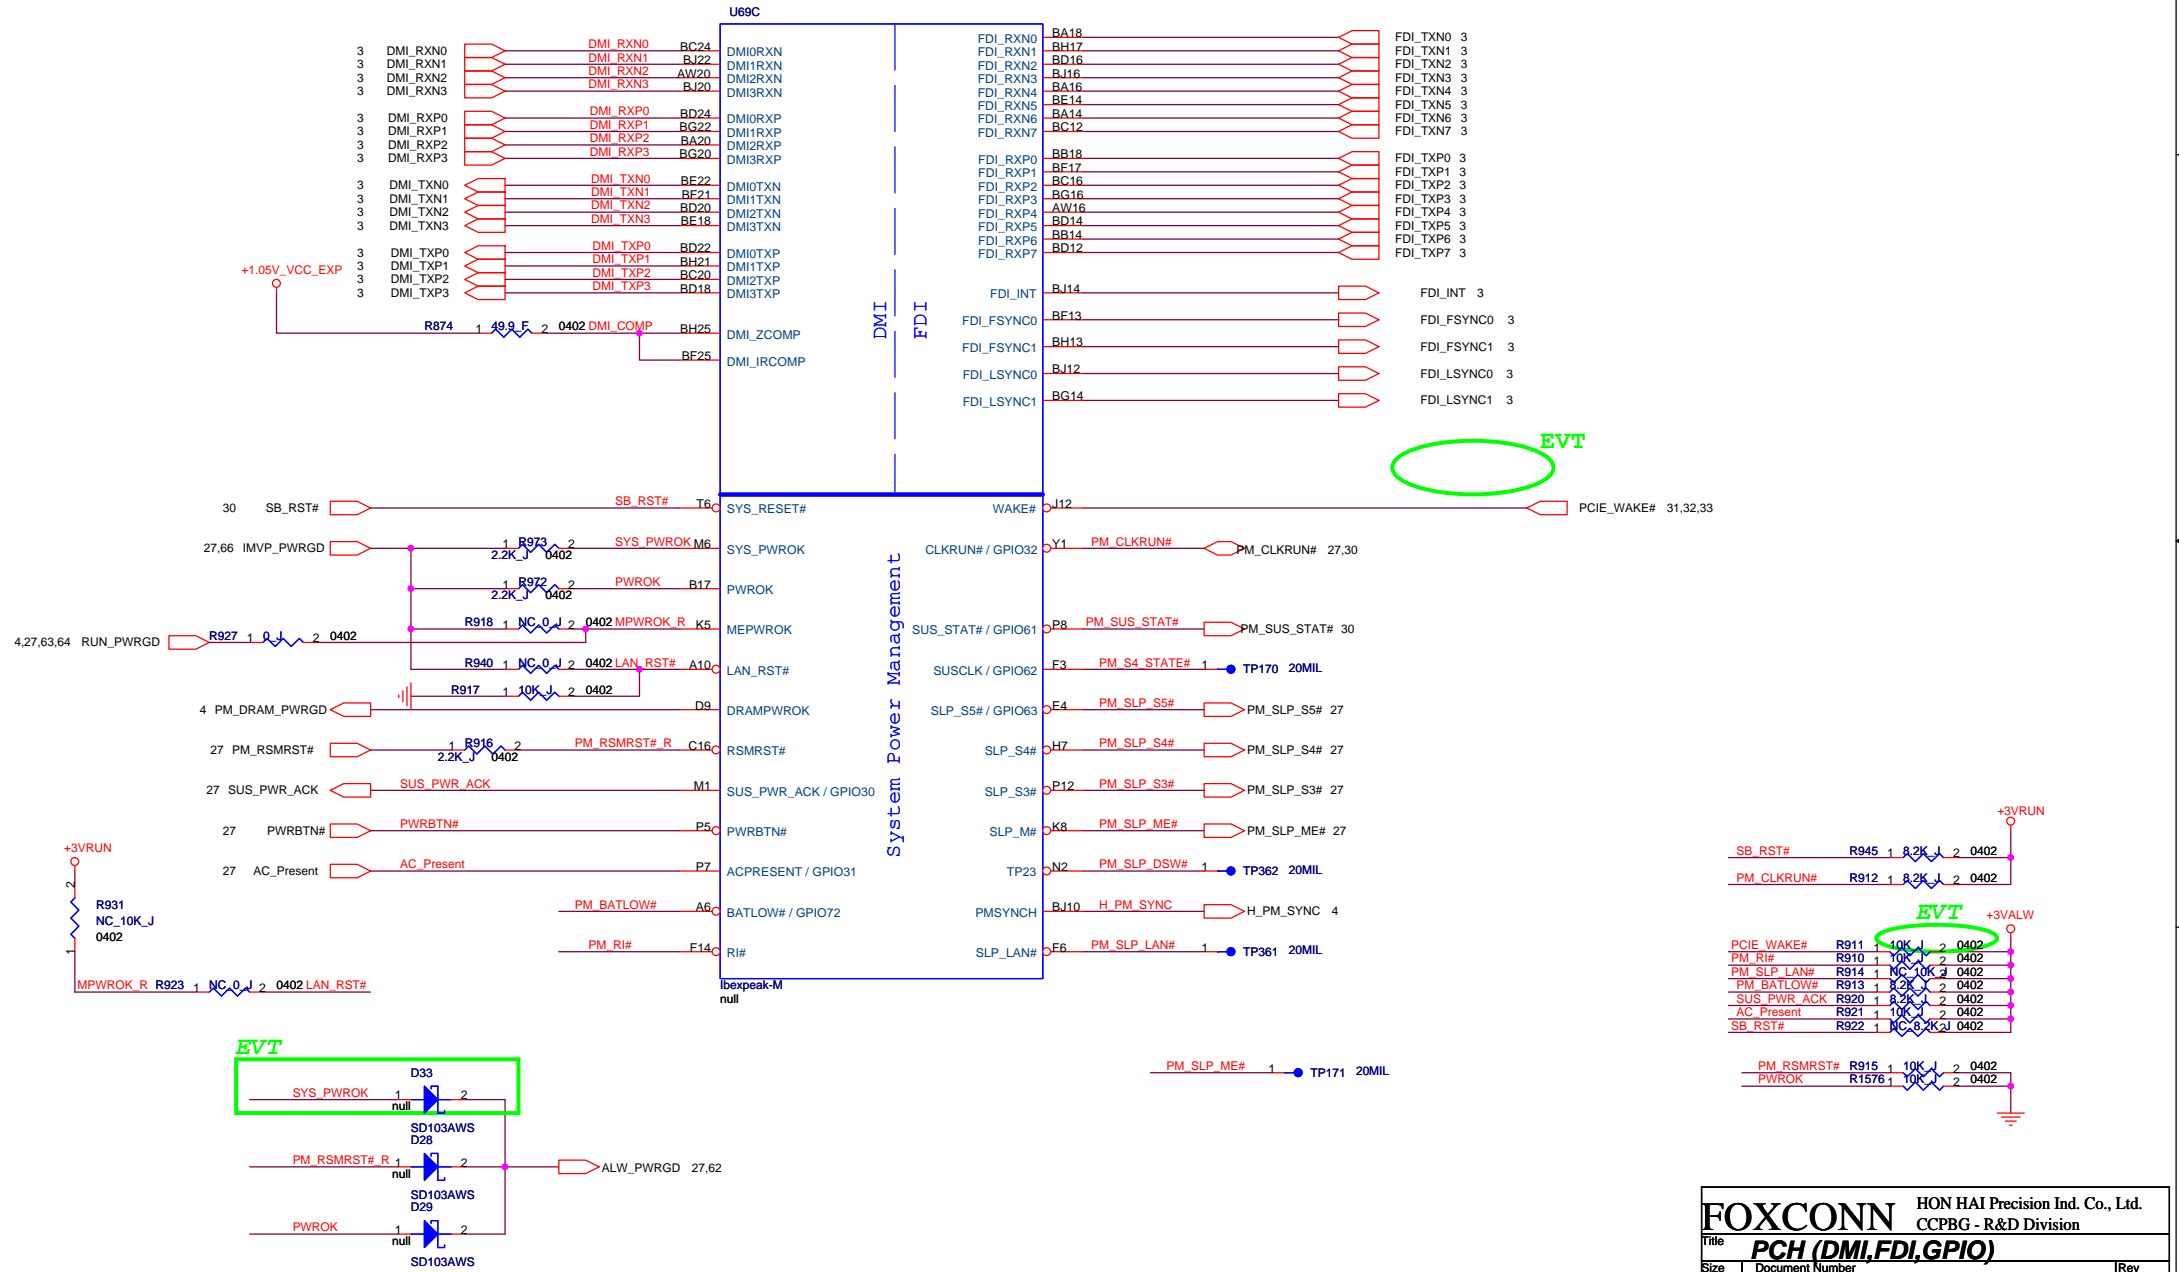 U69C
3 DMI_RXN0 DMI_RXN0 BC24 DMI0RXN
3 DMI_RXN1 DMI_RXN1 BJ22 DMI1RXN
3 DMI_RXN2 DMI_RXN2 AW20 DMI2RXN
3 DMI_RXN3 DMI_RXN3 BJ20 DMI3RXN
3 DMI_RXP0 DMI_RXP0 BD24 DMI0RXP
3 DMI_RXP1 DMI_RXP1 BG22 DMI1RXP
3 DMI_RXP2 DMI_RXP2 BA20 DMI2RXP
3 DMI_RXP3 DMI_RXP3 BG20 DMI3RXP
3 DMI_TXN0 DMI_TXN0 BE22 DMI0TXN
3 DMI_TXN1 DMI_TXN1 BF21 DMI1TXN
3 DMI_TXN2 DMI_TXN2 BD20 DMI2TXN
3 DMI_TXN3 DMI_TXN3 BE18 DMI3TXN
3 DMI_TXP0 DMI_TXP0 BD22 DMI0TXP
3 DMI_TXP1 DMI_TXP1 BH21 DMI1TXP
3 DMI_TXP2 DMI_TXP2 BC20 DMI2TXP
3 DMI_TXP3 DMI_TXP3 BD18 DMI3TXP
+1.05V_VCC_EXP
R874 1 49.9_F 2 0402 DMI_COMP BH25 DMI_ZCOMP
BF25 DMI_IRCOMP
DMI
FDI
FDI_RXN0 BA18 FDI_TXN0 3
FDI_RXN1 BH17 FDI_TXN1 3
FDI_RXN2 BD16 FDI_TXN2 3
FDI_RXN3 BJ16 FDI_TXN3 3
FDI_RXN4 BA16 FDI_TXN4 3
FDI_RXN5 BE14 FDI_TXN5 3
FDI_RXN6 BA14 FDI_TXN6 3
FDI_RXN7 BC12 FDI_TXN7 3
FDI_RXP0 BB18 FDI_TXP0 3
FDI_RXP1 BF17 FDI_TXP1 3
FDI_RXP2 BC16 FDI_TXP2 3
FDI_RXP3 BG16 FDI_TXP3 3
FDI_RXP4 AW16 FDI_TXP4 3
FDI_RXP5 BD14 FDI_TXP5 3
FDI_RXP6 BB14 FDI_TXP6 3
FDI_RXP7 BD12 FDI_TXP7 3
FDI_INT BJ14 FDI_INT 3
FDI_FSYNC0 BF13 FDI_FSYNC0 3
FDI_FSYNC1 BH13 FDI_FSYNC1 3
FDI_LSYNC0 BJ12 FDI_LSYNC0 3
FDI_LSYNC1 BG14 FDI_LSYNC1 3
EVT
30 SB_RST# SB_RST# T6 SYS_RESET#
27,66 IMVP_PWRGD 1 R973 2 SYS_PWROK M6 SYS_PWROK
2.2K_J 0402
1 R972 2 PWROK B17 PWROK
2.2K_J 0402
R918 1 NC_0_J 2 0402 MPWROK_R K5 MEPWROK
4,27,63,64 RUN_PWRGD R927 1 0_J 2 0402
R940 1 NC_0_J 2 0402 LAN_RST# A10 LAN_RST#
R917 1 10K_J 2 0402
4 PM_DRAM_PWRGD D9 DRAMPWROK
27 PM_RSMRST# 1 R916 2 PM_RSMRST#_R C16 RSMRST#
2.2K_J 0402
27 SUS_PWR_ACK SUS_PWR_ACK M1 SUS_PWR_ACK / GPIO30
27 PWRBTN# PWRBTN# P5 PWRBTN#
27 AC_Present AC_Present P7 ACPRESENT / GPIO31
PM_BATLOW# A6 BATLOW# / GPIO72
PM_RI# F14 RI#
System Power Management
WAKE# J12 PCIE_WAKE# 31,32,33
CLKRUN# / GPIO32 Y1 PM_CLKRUN# PM_CLKRUN# 27,30
SUS_STAT# / GPIO61 P8 PM_SUS_STAT# PM_SUS_STAT# 30
SUSCLK / GPIO62 F3 PM_S4_STATE# 1 TP170 20MIL
SLP_S5# / GPIO63 E4 PM_SLP_S5# PM_SLP_S5# 27
SLP_S4# H7 PM_SLP_S4# PM_SLP_S4# 27
SLP_S3# P12 PM_SLP_S3# PM_SLP_S3# 27
SLP_M# K8 PM_SLP_ME# PM_SLP_ME# 27
TP23 N2 PM_SLP_DSW# 1 TP362 20MIL
PMSYNCH BJ10 H_PM_SYNC H_PM_SYNC 4
SLP_LAN# F6 PM_SLP_LAN# 1 TP361 20MIL
Ibexpeak-M
null
+3VRUN
2
R931
NC_10K_J
0402
1
MPWROK_R R923 1 NC_0_J 2 0402 LAN_RST#
EVT
D33
SYS_PWROK 1 2
null
SD103AWS
D28
PM_RSMRST#_R 1 2
null
ALW_PWRGD 27,62
SD103AWS
D29
PWROK 1 2
null
SD103AWS
PM_SLP_ME# 1 TP171 20MIL
+3VRUN
SB_RST# R945 1 8.2K_J 2 0402
PM_CLKRUN# R912 1 8.2K_J 2 0402
EVT +3VALW
PCIE_WAKE# R911 1 10K_J 2 0402
PM_RI# R910 1 10K_J 2 0402
PM_SLP_LAN# R914 1 NC_10K_J 2 0402
PM_BATLOW# R913 1 8.2K_J 2 0402
SUS_PWR_ACK R920 1 8.2K_J 2 0402
AC_Present R921 1 10K_J 2 0402
SB_RST# R922 1 NC_8.2K_J 2 0402
PM_RSMRST# R915 1 10K_J 2 0402
PWROK R1576 1 10K_J 2 0402
FOXCONN HON HAI Precision Ind. Co., Ltd.
CCPBG - R&D Division
Title PCH (DMI,FDI,GPIO)
Size Document Number Rev